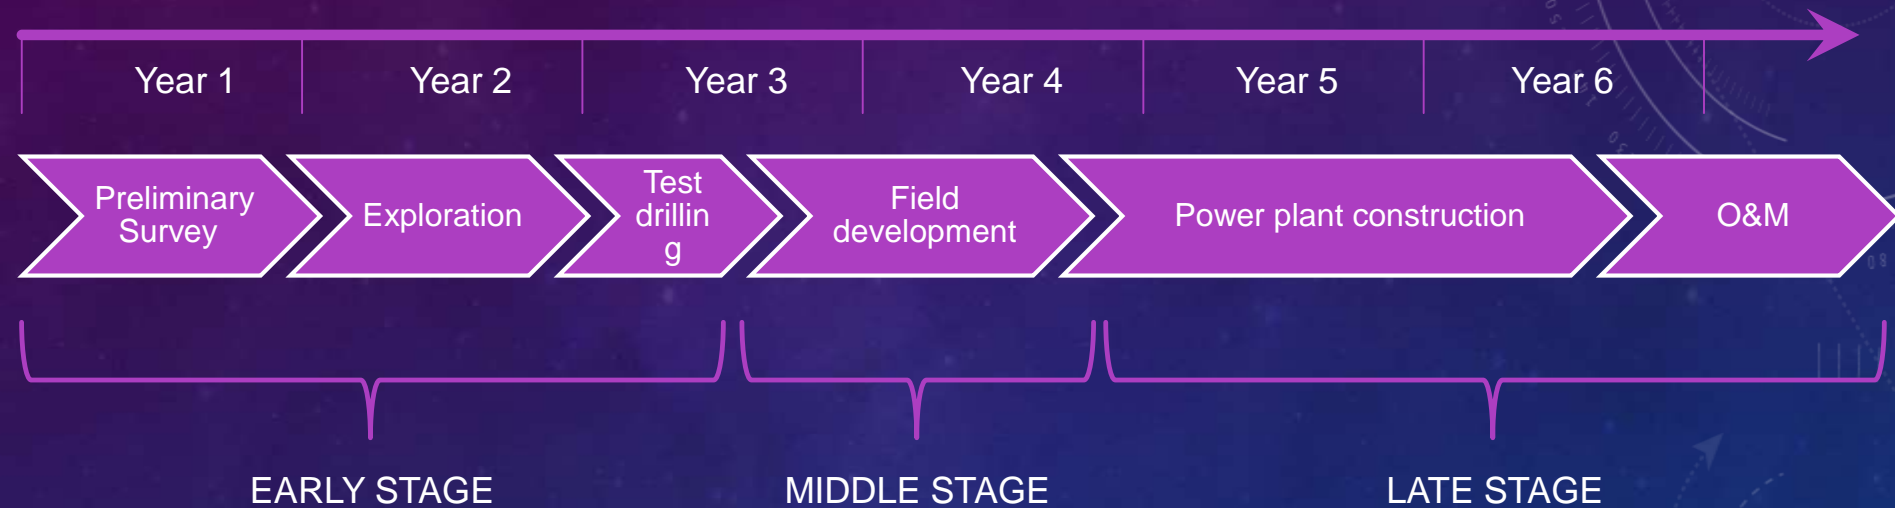 Year 1
Year 2
Year 3
Year 4
Year 5
Year 6
Preliminary
Survey
Exploration
Test
drillin
g
Field
development
Power plant construction
O&M
EARLY STAGE
MIDDLE STAGE
LATE STAGE